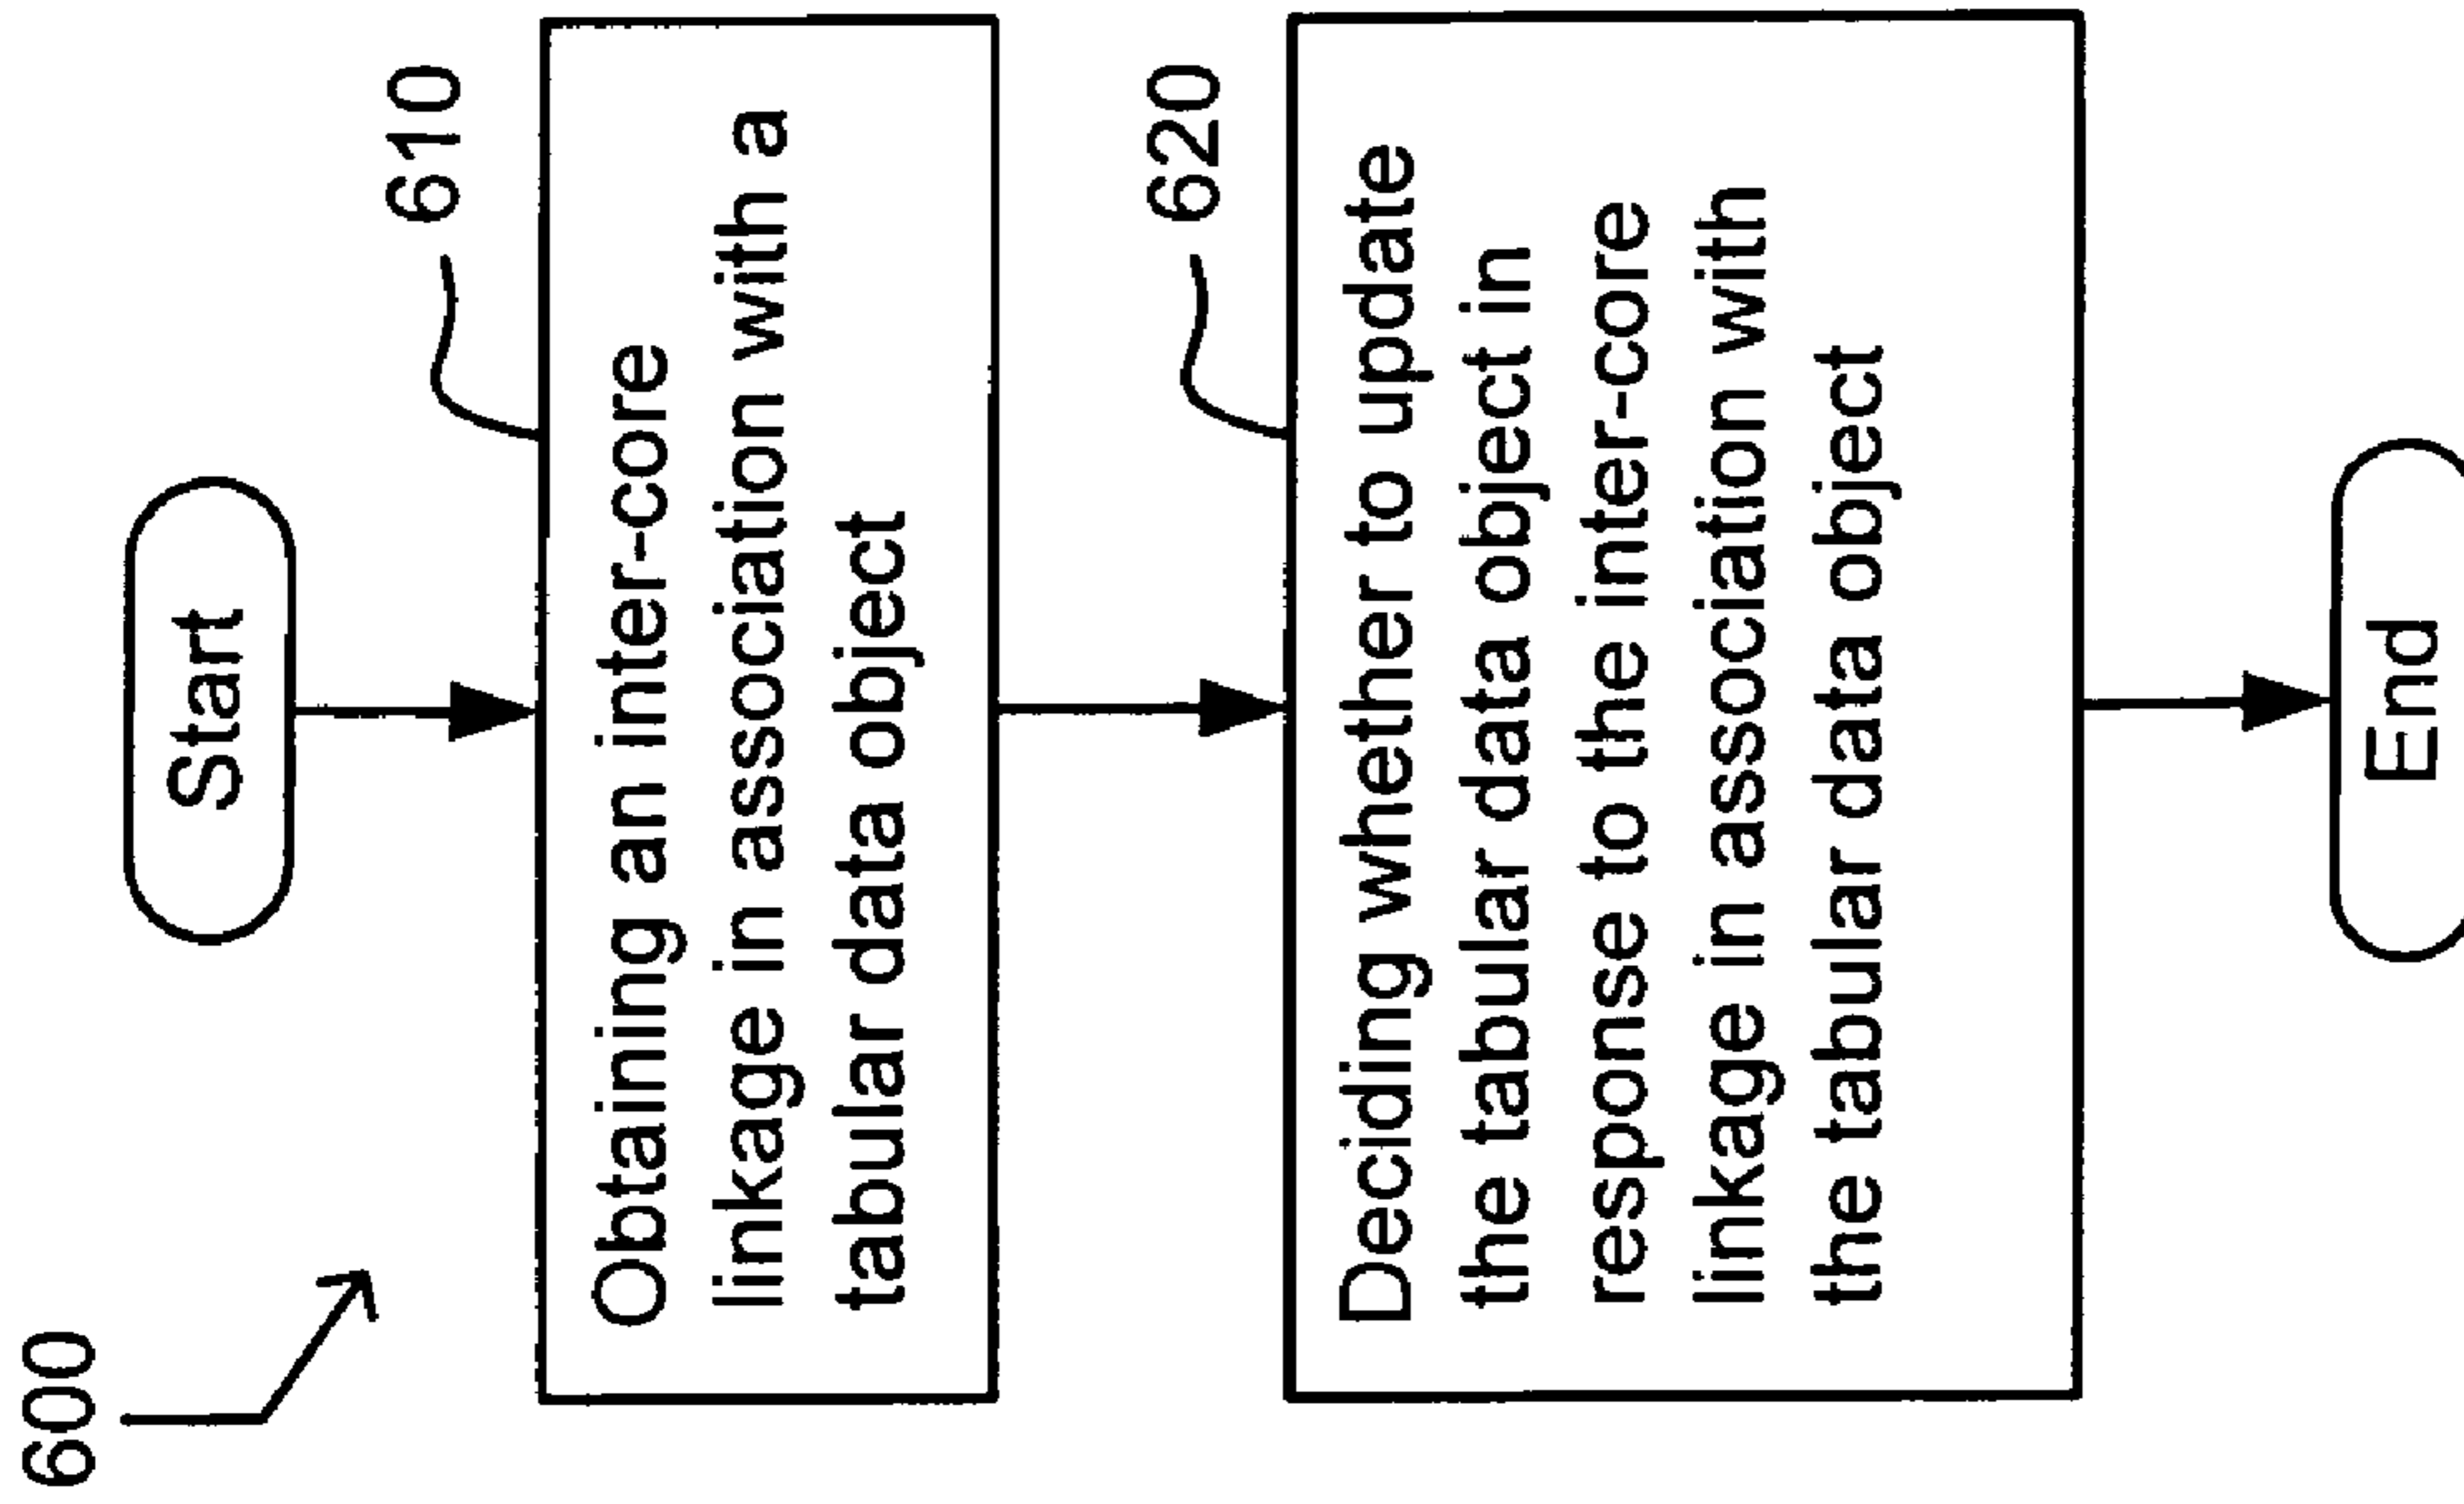 600
Start
610
Obtaining an inter-core
linkage in association with a
tabular data object
620
Deciding whether to update
the tabular data object in
response to the inter-core
linkage in association with
the tabular data object
End